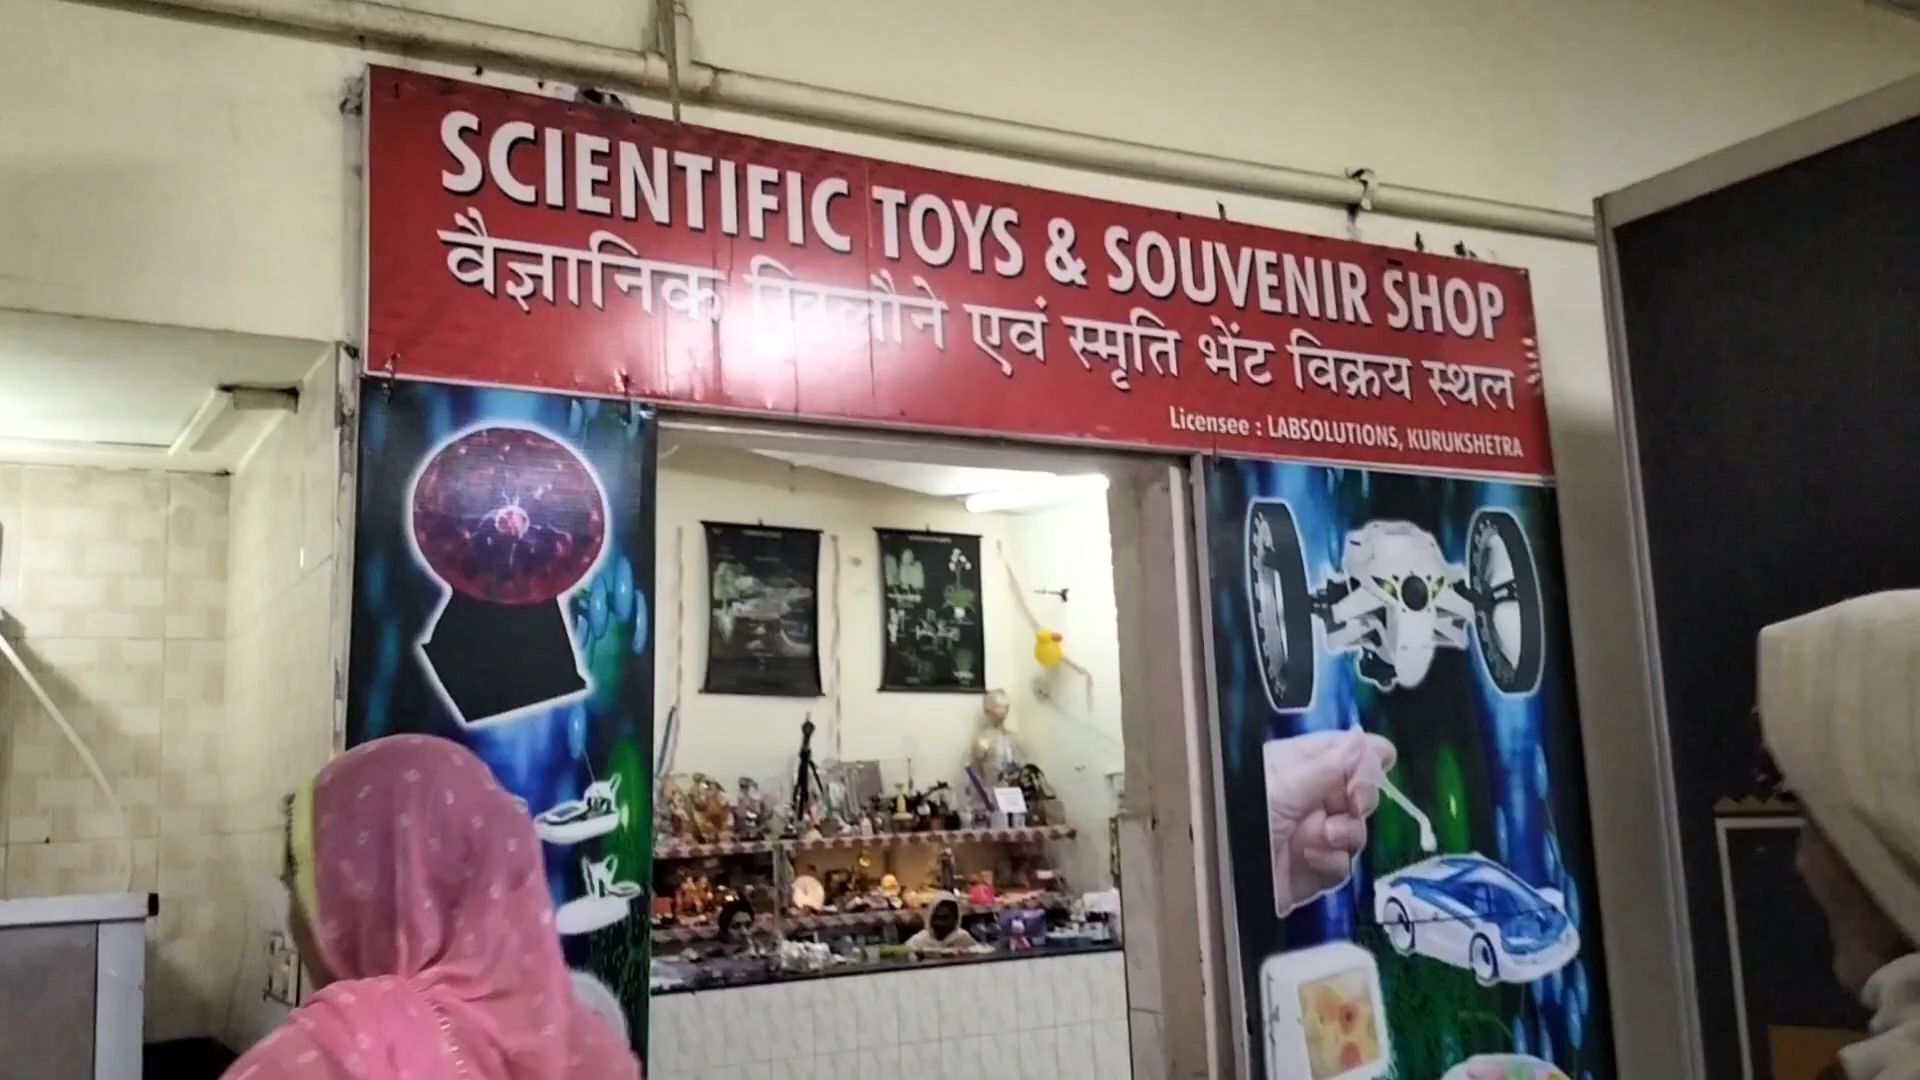 SCIENTIFIC TOYS & SOUVENIR SHOP
वैज्ञानिक खिलौने एवं स्मृति भेंट विक्रय स्थल
Licensee : LABSOLUTIONS, KURUKSHETRA